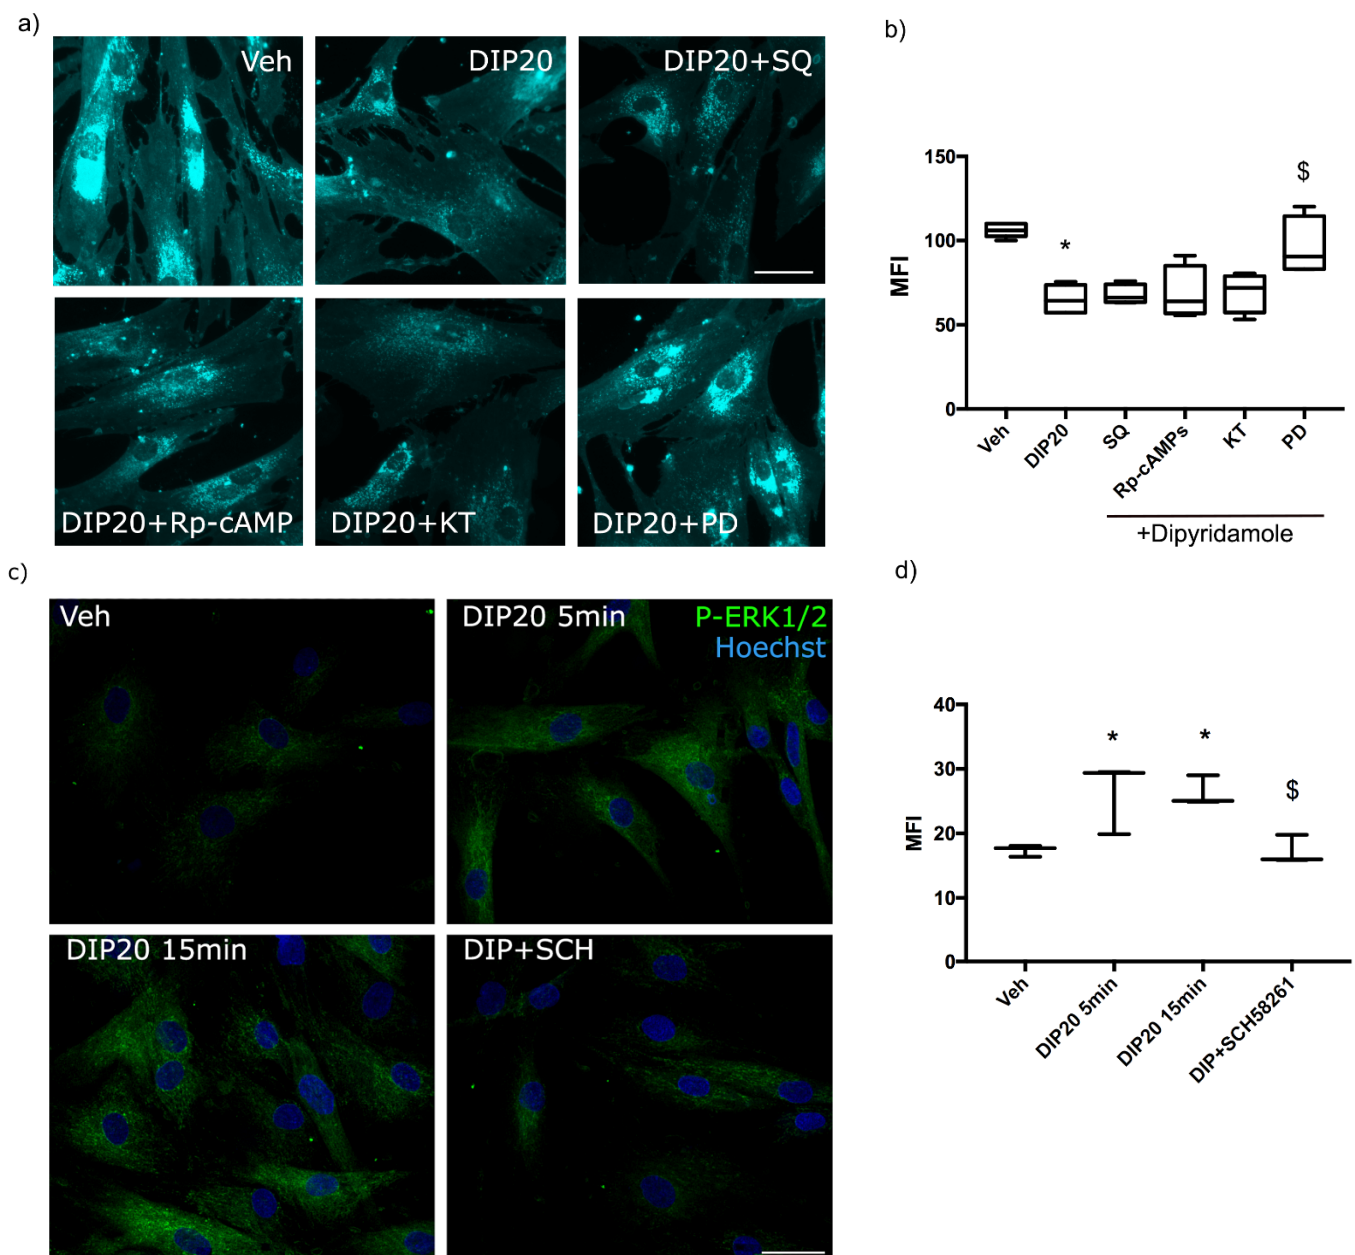 a)
Veh
DIP20
DIP20+SQ
DIP20+Rp-cAMP
DIP20+KT
DIP20+PD
b)
150
100
50
0
MFI
*
$
Veh
DIP20
SQ
Rp-cAMPs
KT
PD
+Dipyridamole
c)
Veh
DIP20 5min
P-ERK1/2
Hoechst
DIP20 15min
DIP+SCH
d)
40
30
20
10
0
MFI
*
*
$
Veh
DIP20 5min
DIP20 15min
DIP+SCH58261